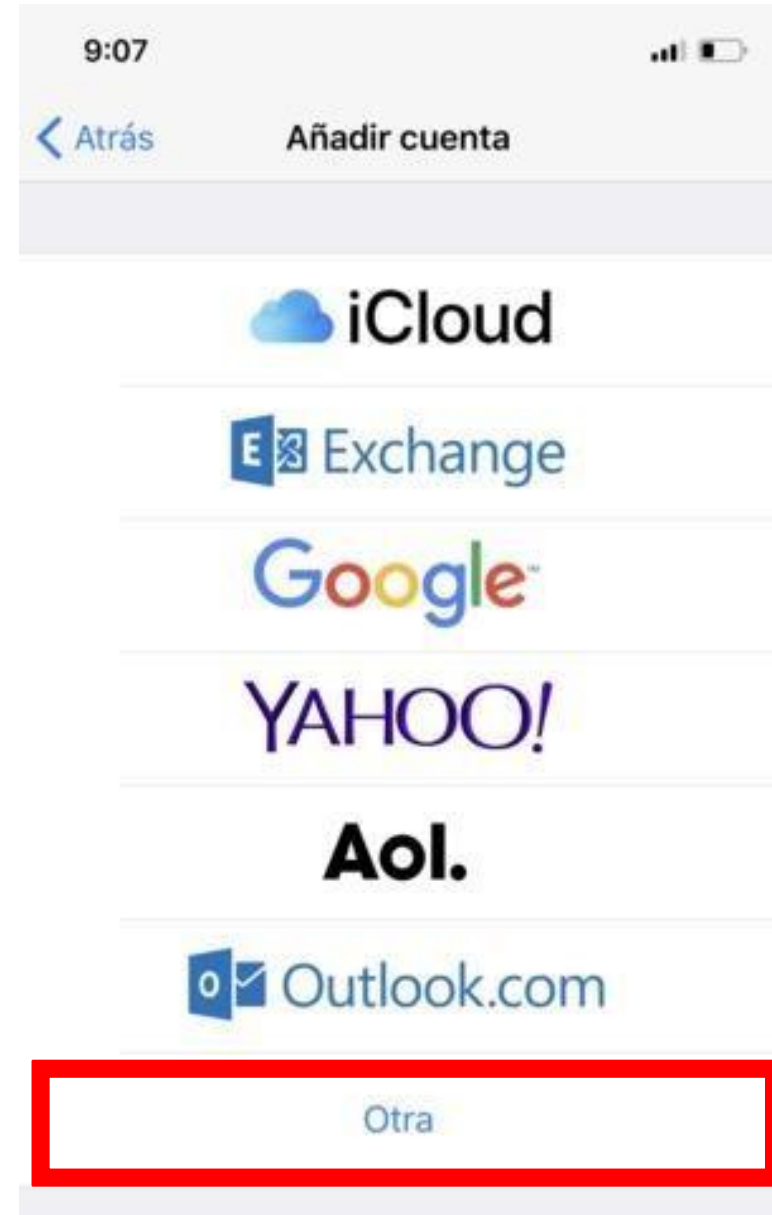 9:07
Atrás Añadir cuenta
iCloud
E Exchange
Google
YAHOO!
Aol.
o Outlook.com
Otra